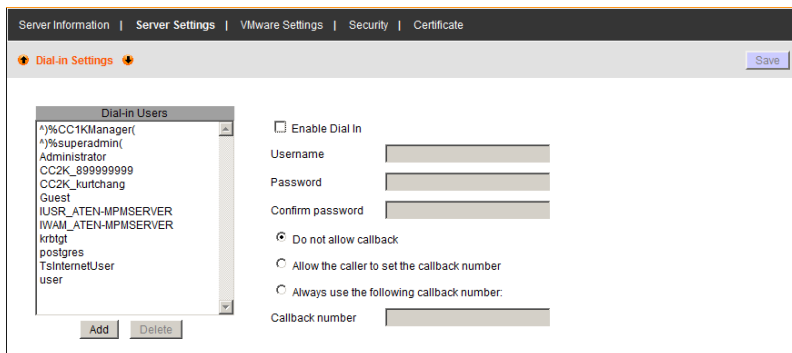 Server Information | Server Settings | VMware Settings | Security | Certificate
Dial-in Settings
Save
Dial-in Users
^)%CC1KManager(
^)%superadmin(
Administrator
CC2K_899999999
CC2K_kurtchang
Guest
IUSR_ATEN-MPMSERVER
IWAM_ATEN-MPMSERVER
krbtgt
postgres
TsInternetUser
user
Add
Delete
Enable Dial In
Username
Password
Confirm password
Do not allow callback
Allow the caller to set the callback number
Always use the following callback number:
Callback number